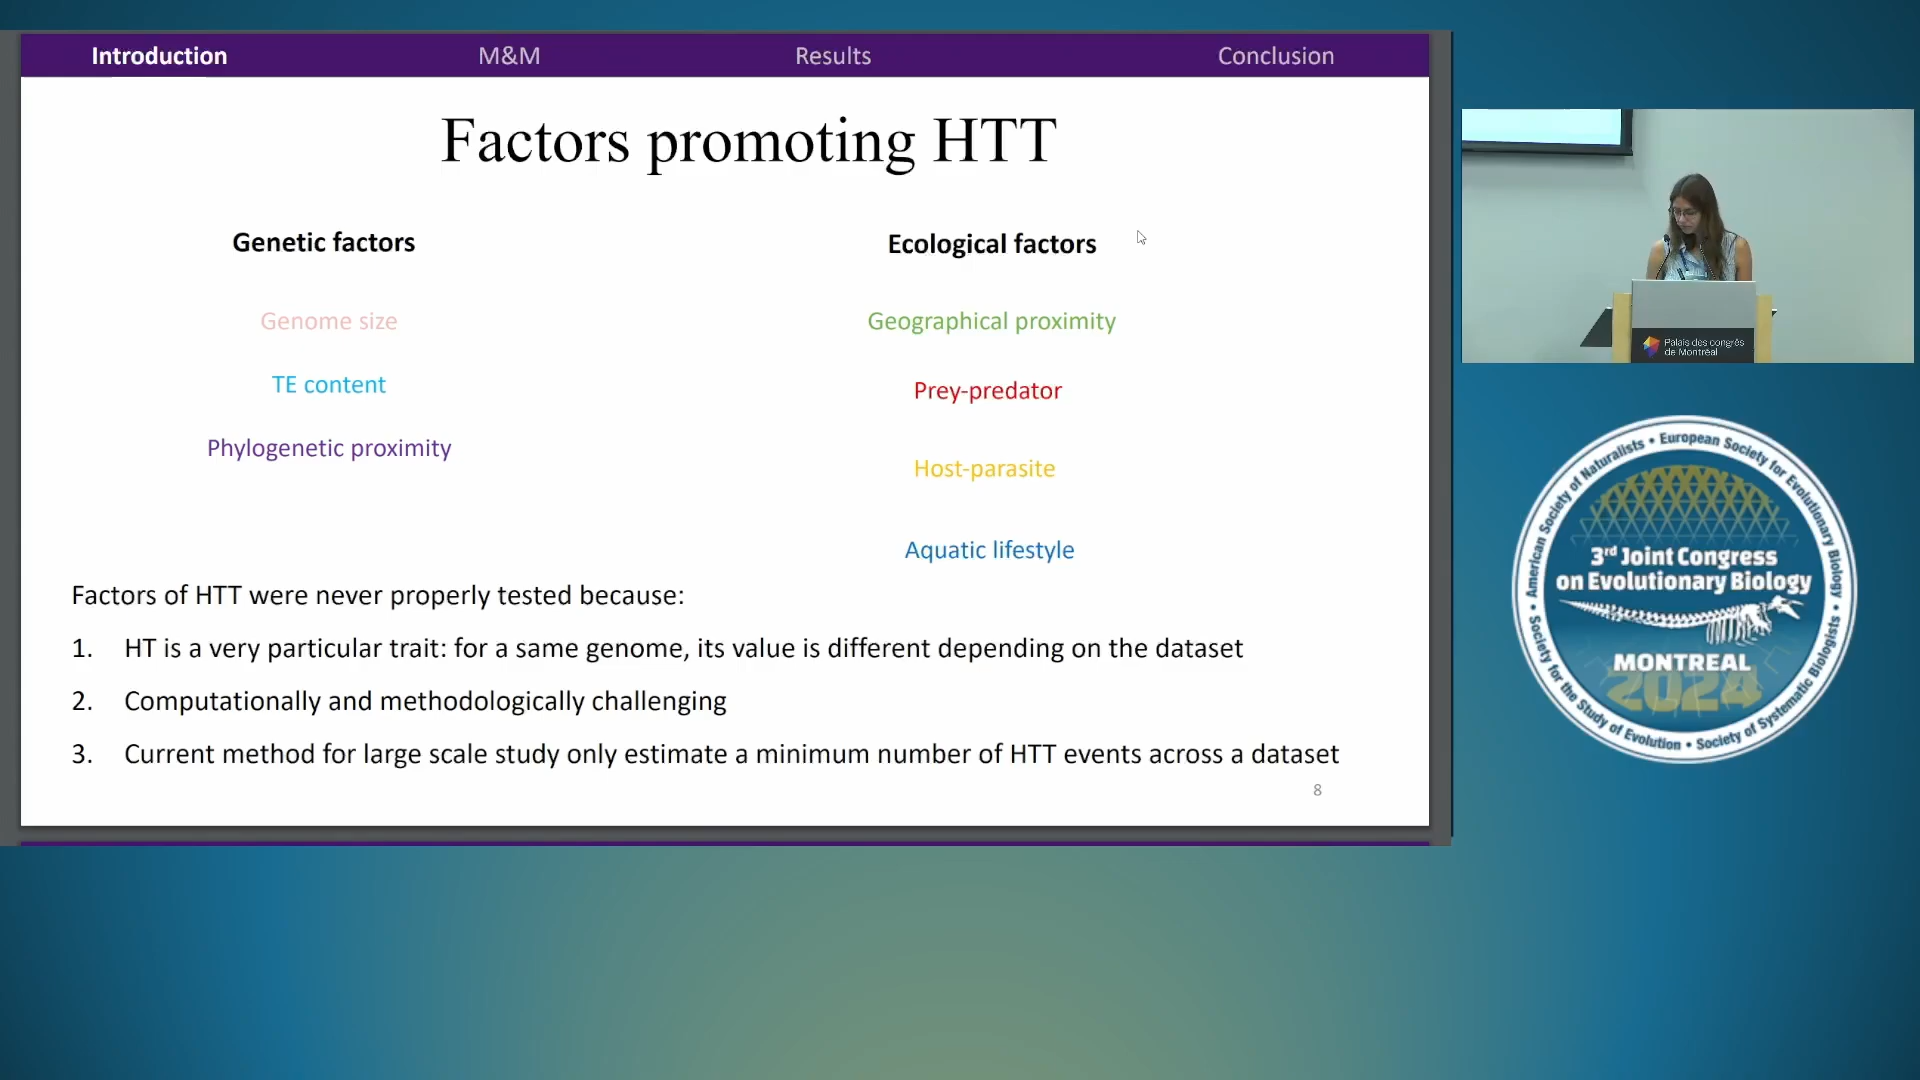 Introduction
M&M
Results
Conclusion
Factors promoting HTT
Genetic factors
Genome size
TE content
Phylogenetic proximity
Ecological factors
Geographical proximity
Prey-predator
Host-parasite
Aquatic lifestyle
Factors of HTT were never properly tested because:
1. HT is a very particular trait: for a same genome, its value is different depending on the dataset
2. Computationally and methodologically challenging
3. Current method for large scale study only estimate a minimum number of HTT events across a dataset
8
Palais des congrès
de Montréal
American Society of Naturalists • European Society for Evolutionary Biology • Society of Systematic Biologists • Society for the Study of Evolution •
3rd Joint Congress
on Evolutionary Biology
MONTREAL
2024